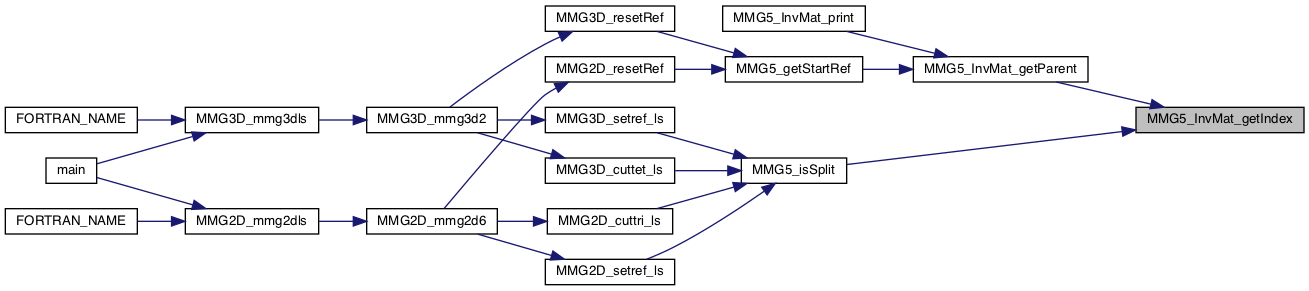 MMG3D_resetRef
MMG5_InvMat_print
MMG2D_resetRef
MMG5_getStartRef
MMG5_InvMat_getParent
FORTRAN_NAME
MMG3D_mmg3dls
MMG3D_mmg3d2
MMG3D_setref_ls
MMG5_InvMat_getIndex
main
MMG3D_cuttet_ls
MMG5_isSplit
FORTRAN_NAME
MMG2D_mmg2dls
MMG2D_mmg2d6
MMG2D_cuttri_ls
MMG2D_setref_ls